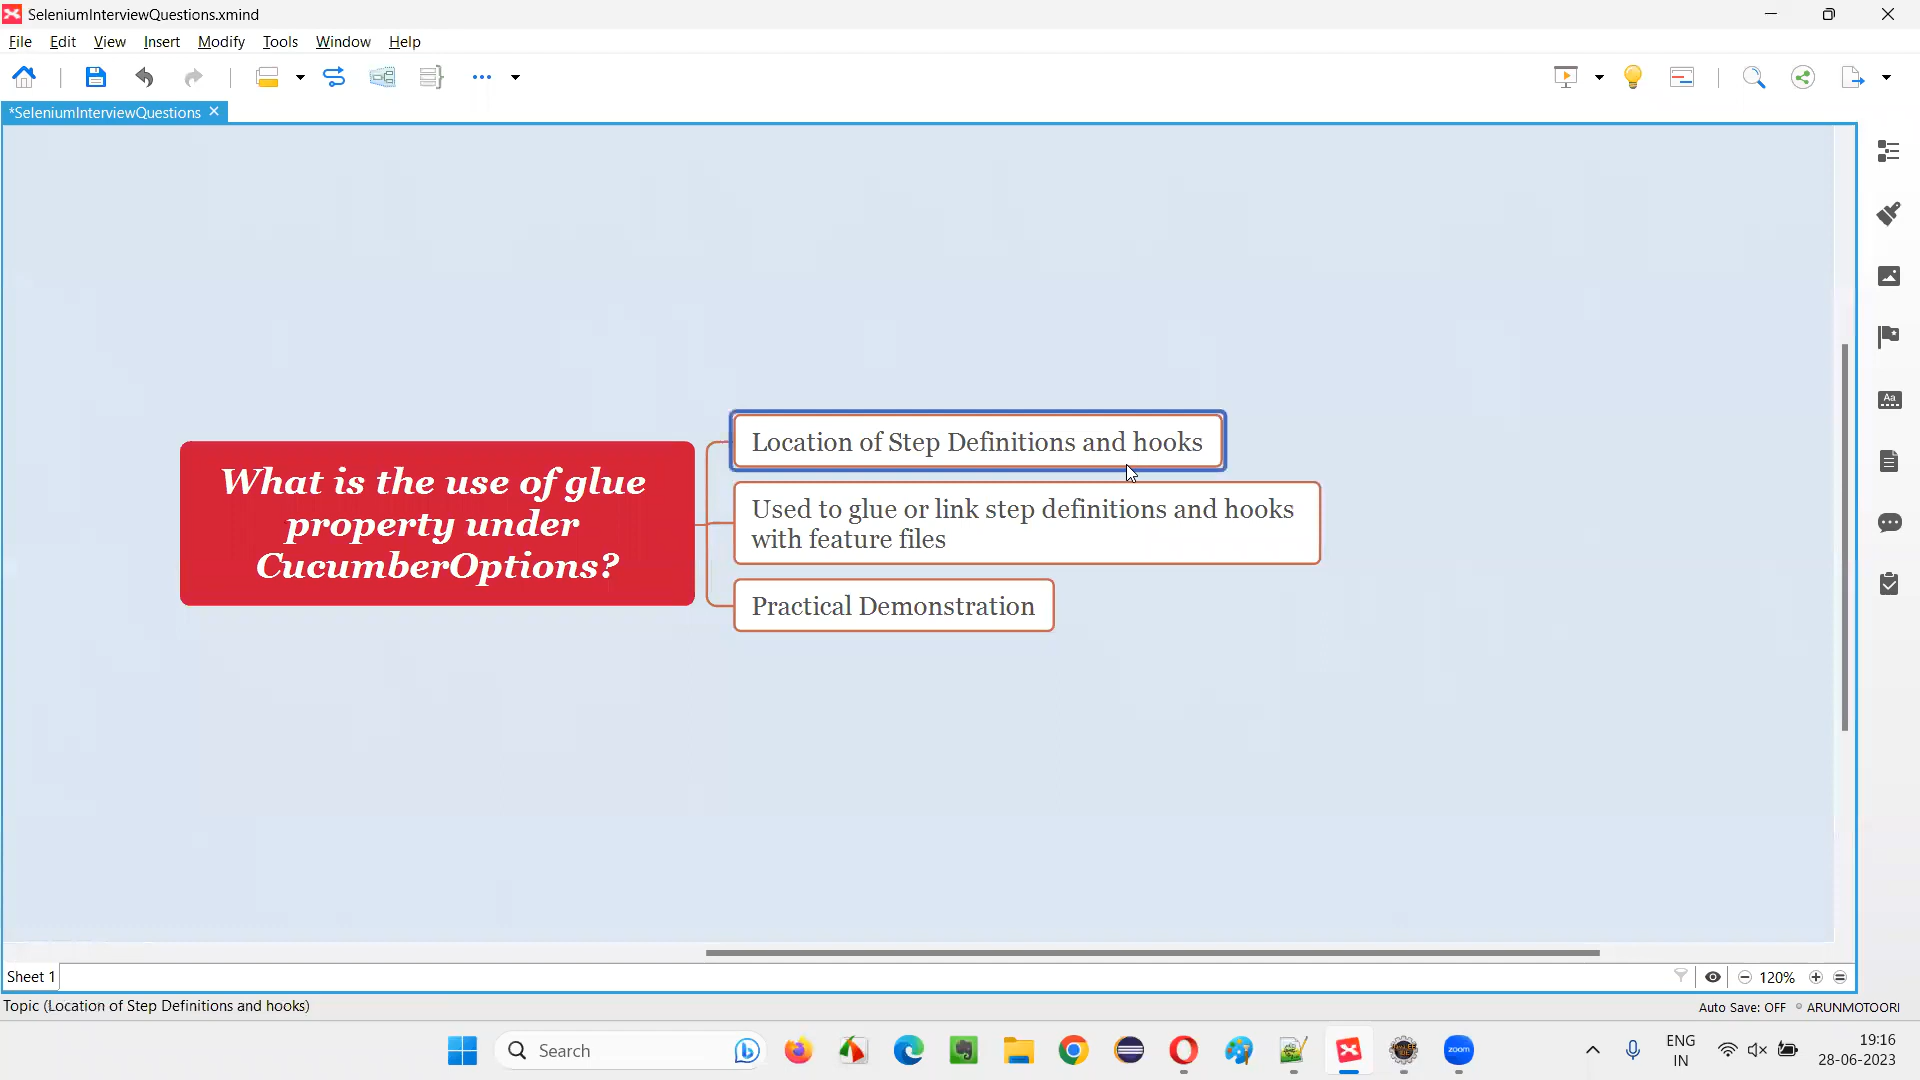 SeleniumInterviewQuestions.xmind
File Edit View Insert Modify Tools Window Help
*SeleniumInterviewQuestions
What is the use of glue
property under
CucumberOptions?
Location of Step Definitions and hooks
Used to glue or link step definitions and hooks
with feature files
Practical Demonstration
Aa
Sheet 1
120%
Topic (Location of Step Definitions and hooks)
Auto Save: OFF ARUNMOTOORI
Search
zoom
ENG
IN
19:16
28-06-2023